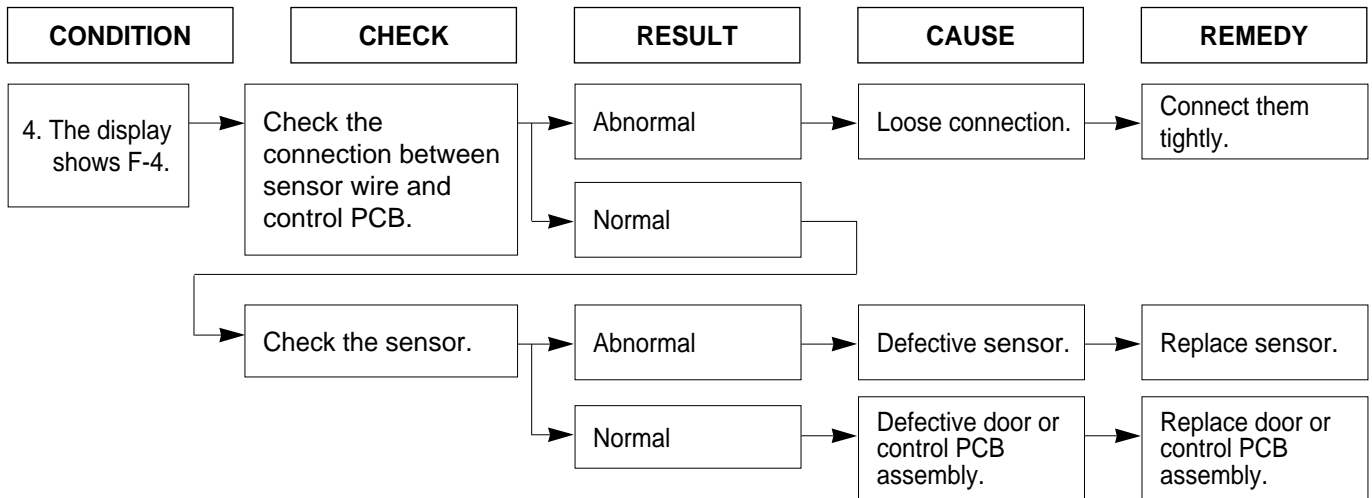 CONDITION
CHECK
RESULT
CAUSE
REMEDY
4. The display
shows F-4.
Check the
connection between
sensor wire and
control PCB.
Abnormal
Loose connection.
Connect them
tightly.
Normal
Check the sensor.
Abnormal
Defective sensor.
Replace sensor.
Normal
Defective door or
control PCB
assembly.
Replace door or
control PCB
assembly.